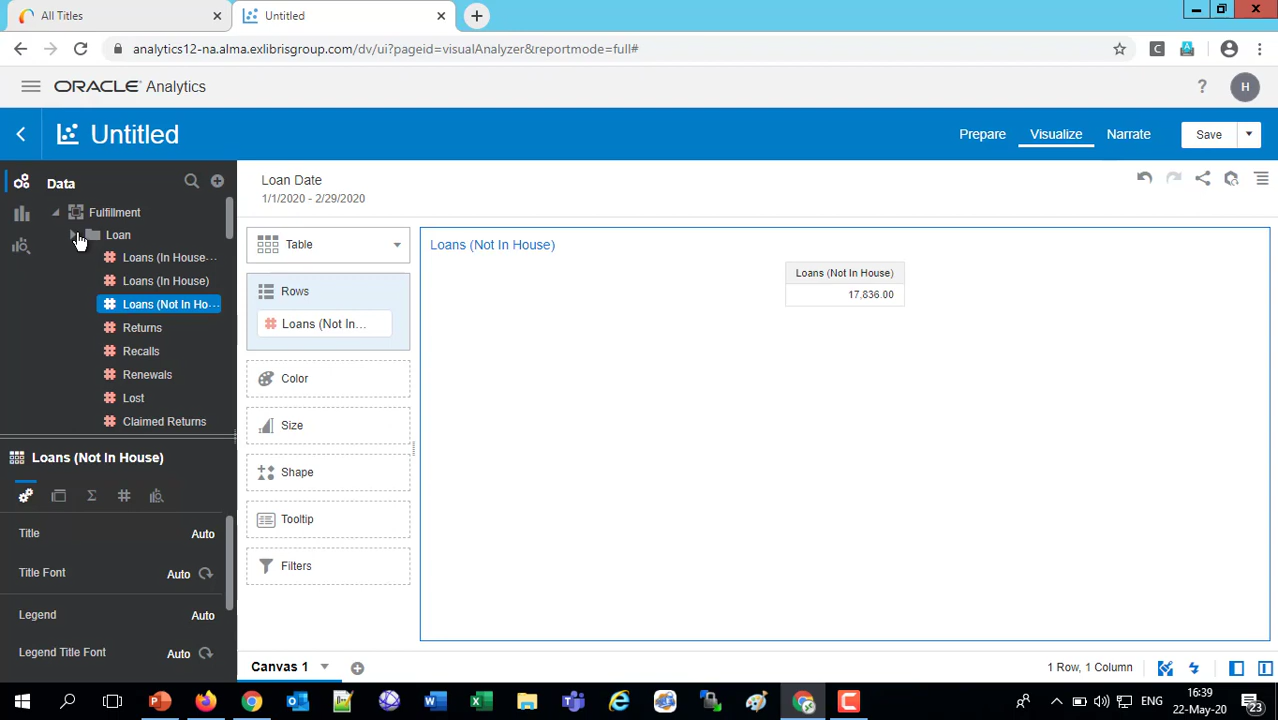 All Titles
Untitled
analytics12-na.alma.exlibrisgroup.com/dv/ui?pageid=visualAnalyzer&reportmode=full#
C
A
ORACLE Analytics
?
H
Untitled
Prepare
Visualize
Narrate
Save
Data
Fulfillment
Loan
Loans (In House...
Loans (In House)
Loans (Not In Ho...
Returns
Recalls
Renewals
Lost
Claimed Returns
Loans (Not In House)
Title Auto
Title Font Auto
Legend Auto
Legend Title Font Auto
Loan Date
1/1/2020 - 2/29/2020
Table
Rows
Loans (Not In...
Color
Size
Shape
Tooltip
Filters
Loans (Not In House)
Loans (Not In House)
17,836.00
Canvas 1
1 Row, 1 Column
ENG
16:39
22-May-20
23